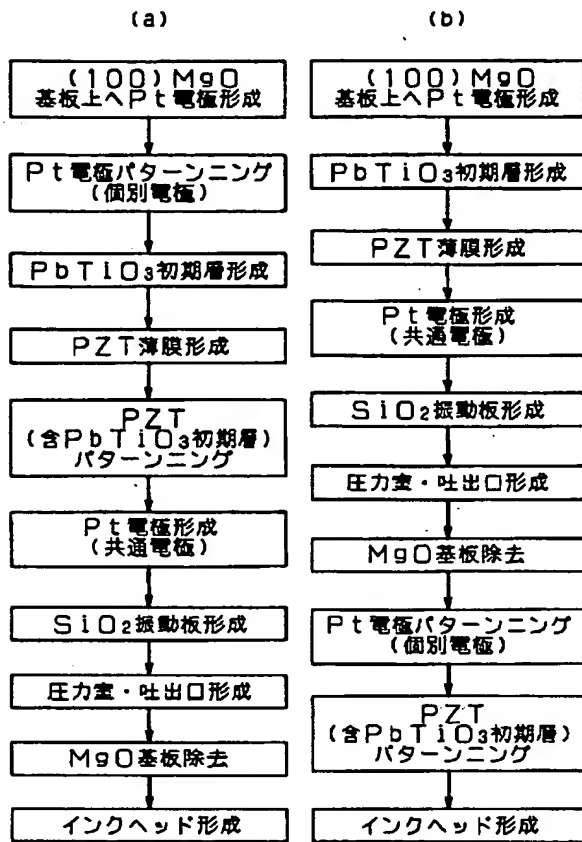 (a)
(100)MgO
基板上へPt電極形成
Pt電極パターンニング
(個別電極)
PbTiO₃初期層形成
PZT薄膜形成
PZT
(含PbTiO₃初期層)
パターンニング
Pt電極形成
(共通電極)
SiO₂振動板形成
圧力室・吐出口形成
MgO基板除去
インクヘッド形成
(b)
(100)MgO
基板上へPt電極形成
PbTiO₃初期層形成
PZT薄膜形成
Pt電極形成
(共通電極)
SiO₂振動板形成
圧力室・吐出口形成
MgO基板除去
Pt電極パターンニング
(個別電極)
PZT
(含PbTiO₃初期層)
パターンニング
インクヘッド形成